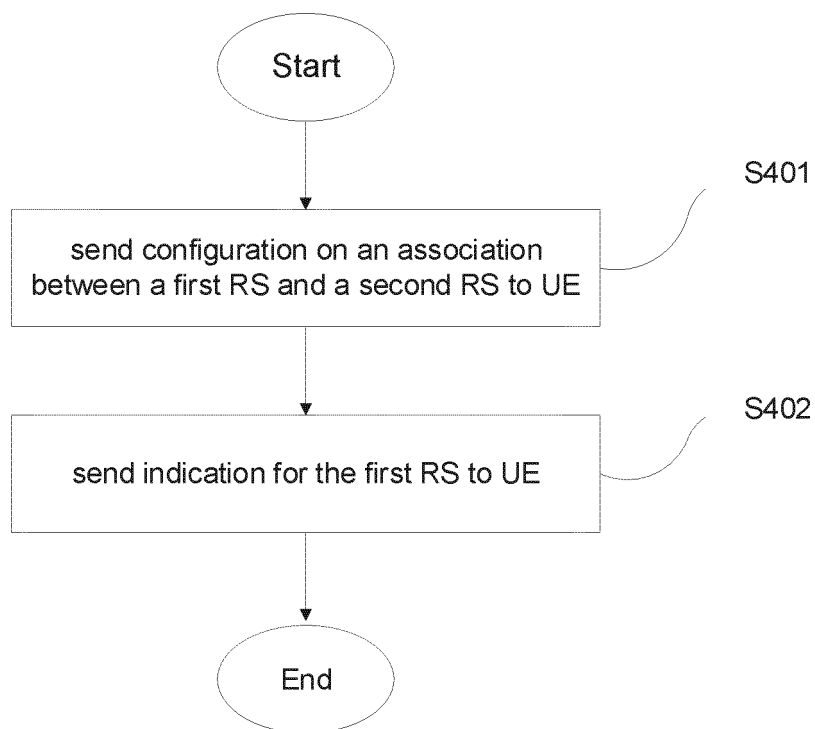 Start
S401
send configuration on an association
between a first RS and a second RS to UE
S402
send indication for the first RS to UE
End